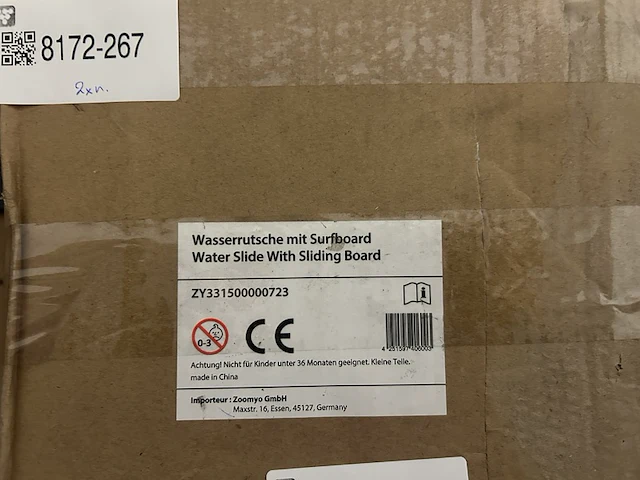 8172-267
2xn.
Wasserrutsche mit Surfboard
Water Slide With Sliding Board
ZY331500000723
0-3
CE
Achtung! Nicht für Kinder unter 36 Monaten geeignet. Kleine Teile.
made in China
Importeur : Zoomyo GmbH
Maxstr. 16, Essen, 45127, Germany